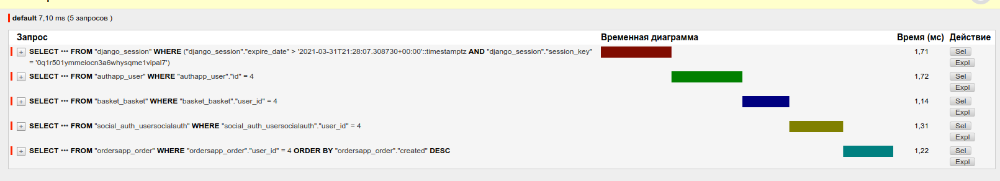 default 7,10 ms (5 запросов )
Запрос Временная диаграмма Время (мс) Действие
+ SELECT ••• FROM "django_session" WHERE ("django_session"."expire_date" > '2021-03-31T21:28:07.308730+00:00'::timestamptz AND "django_session"."session_key" 1,71 Sel
= '0q1r501ymmeiocn3a6whysqme1vipal7') Expl
+ SELECT ••• FROM "authapp_user" WHERE "authapp_user"."id" = 4 1,72 Sel
Expl
+ SELECT ••• FROM "basket_basket" WHERE "basket_basket"."user_id" = 4 1,14 Sel
Expl
+ SELECT ••• FROM "social_auth_usersocialauth" WHERE "social_auth_usersocialauth"."user_id" = 4 1,31 Sel
Expl
+ SELECT ••• FROM "ordersapp_order" WHERE "ordersapp_order"."user_id" = 4 ORDER BY "ordersapp_order"."created" DESC 1,22 Sel
Expl